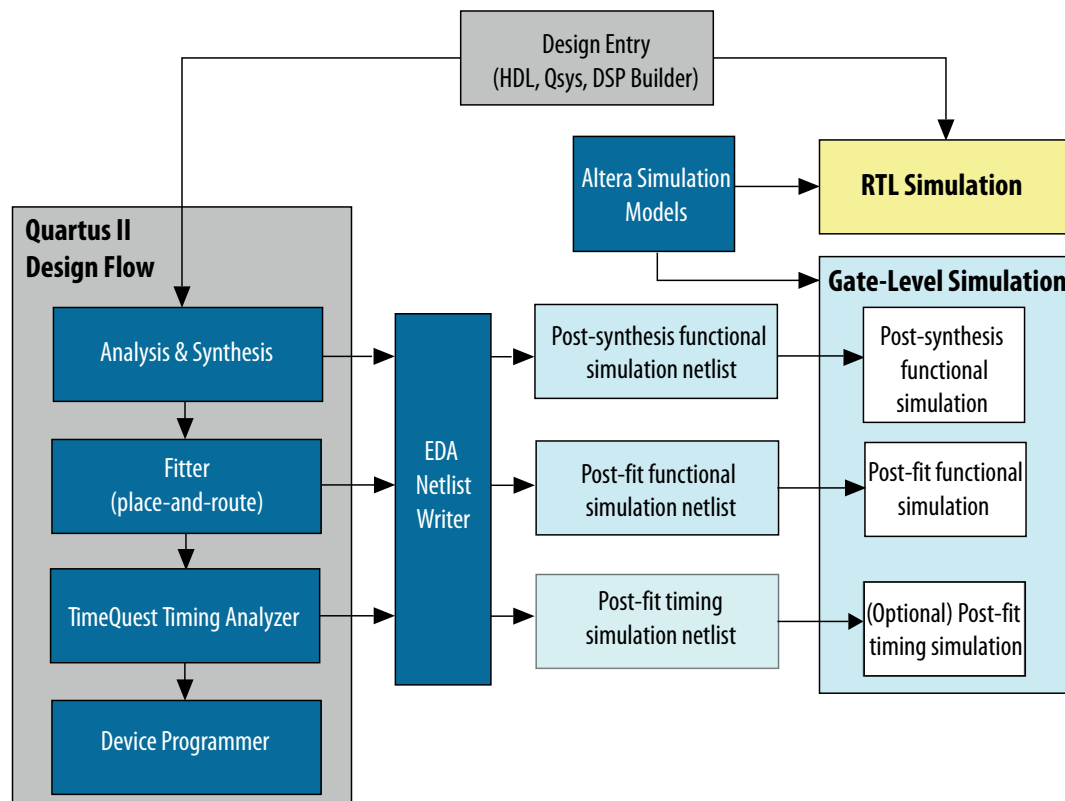 Design Entry
(HDL, Qsys, DSP Builder)
Altera Simulation
Models
RTL Simulation
Quartus II
Design Flow
Gate-Level Simulation
Analysis & Synthesis
EDA
Netlist
Writer
Post-synthesis functional
simulation netlist
Post-synthesis
functional
simulation
Fitter
(place-and-route)
Post-fit functional
simulation netlist
Post-fit functional
simulation
TimeQuest Timing Analyzer
Post-fit timing
simulation netlist
(Optional) Post-fit
timing simulation
Device Programmer